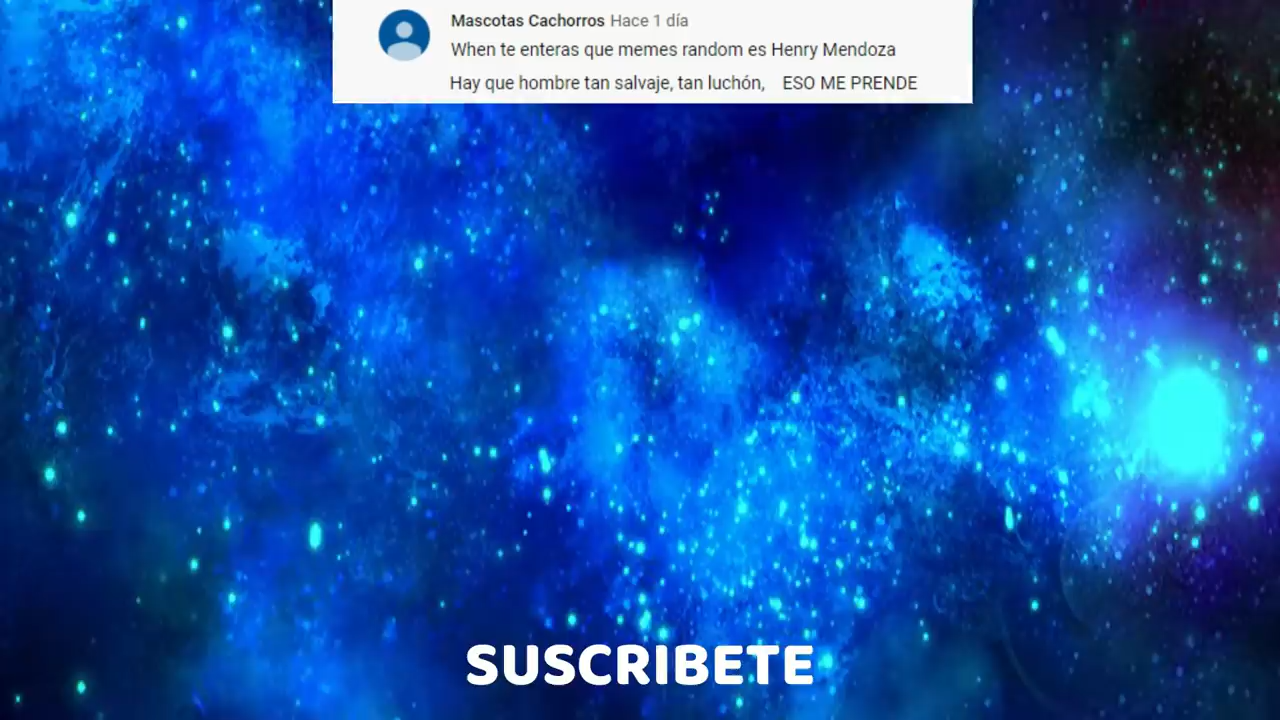 Mascotas Cachorros Hace 1 día
When te enteras que memes random es Henry Mendoza
Hay que hombre tan salvaje, tan luchón, ESO ME PRENDE
SUSCRIBETE